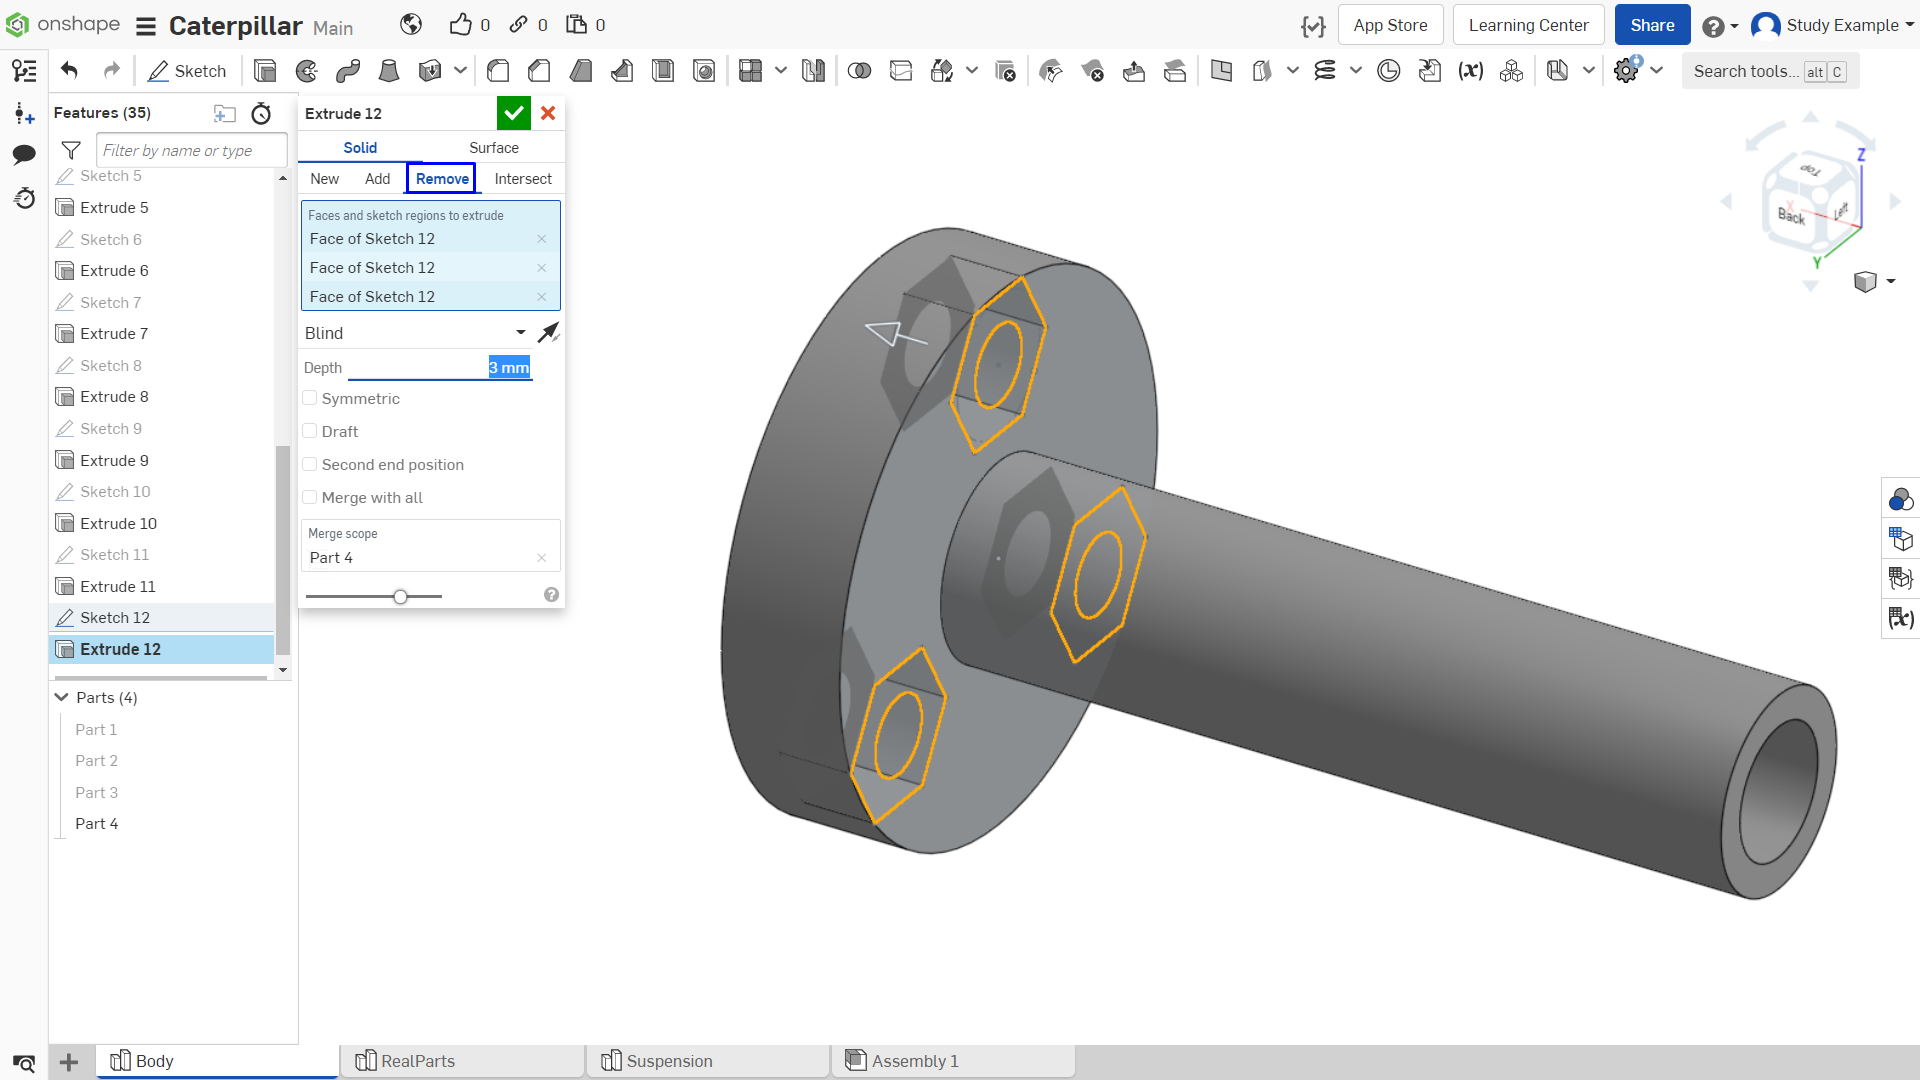 onshape
Caterpillar Main
0
0
0
App Store
Learning Center
Share
Study Example
Sketch
Search tools... alt C
Features (35)
Filter by name or type
Sketch 5
Extrude 5
Sketch 6
Extrude 6
Sketch 7
Extrude 7
Sketch 8
Extrude 8
Sketch 9
Extrude 9
Sketch 10
Extrude 10
Sketch 11
Extrude 11
Sketch 12
Extrude 12
Parts (4)
Part 1
Part 2
Part 3
Part 4
Extrude 12
Solid Surface
New Add Remove Intersect
Faces and sketch regions to extrude
Face of Sketch 12
Face of Sketch 12
Face of Sketch 12
Blind
Depth 3 mm
Symmetric
Draft
Second end position
Merge with all
Merge scope
Part 4
Z
Top
X
Back Left
Y
Body
RealParts
Suspension
Assembly 1